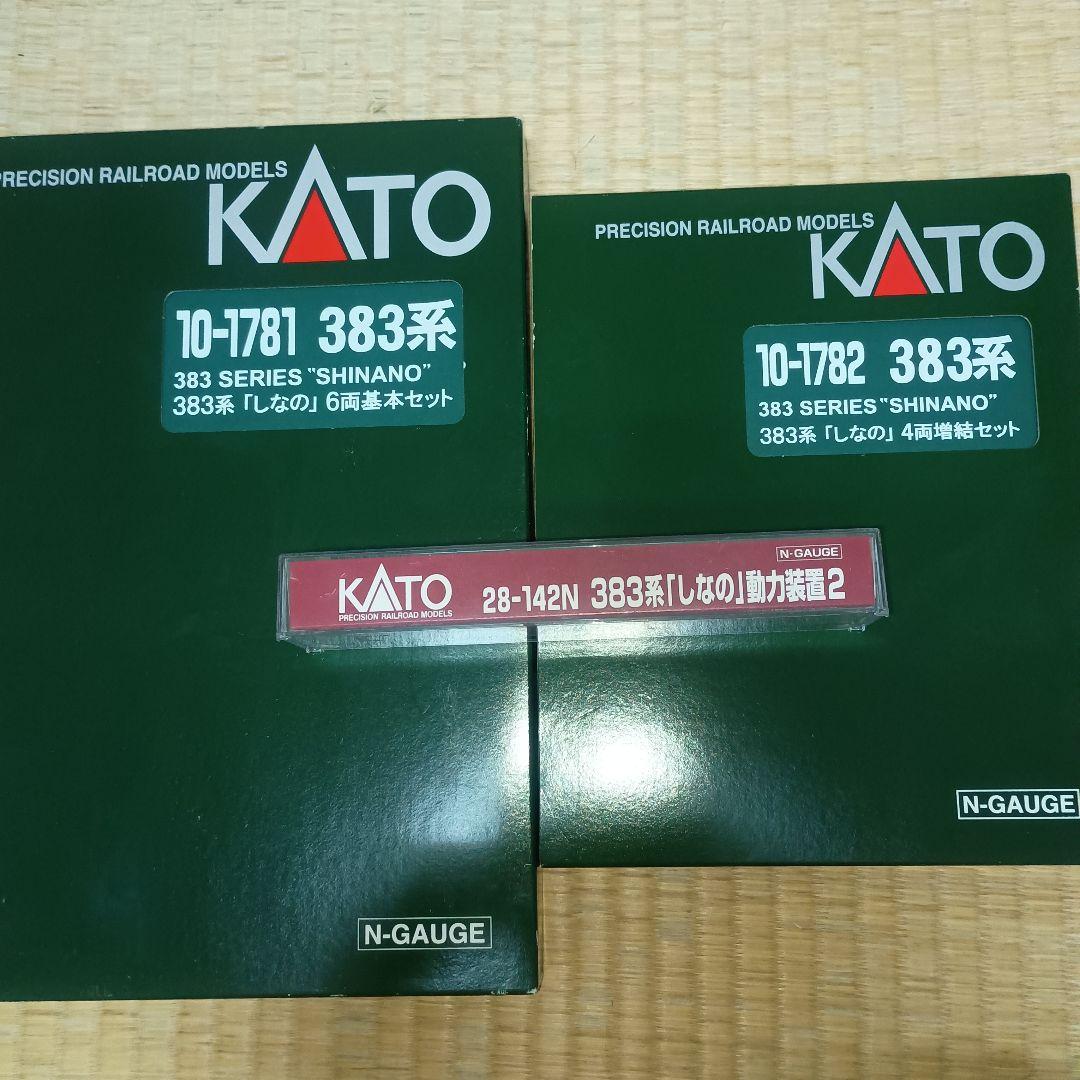 PRECISION RAILROAD MODELS
KATO
10-1781 383系
383 SERIES "SHINANO"
383系「しなの」6両基本セット
N-GAUGE
PRECISION RAILROAD MODELS
KATO
10-1782 383系
383 SERIES "SHINANO"
383系「しなの」4両増結セット
N-GAUGE
N-GAUGE
KATO
PRECISION RAILROAD MODELS
28-142N 383系「しなの」動力装置2